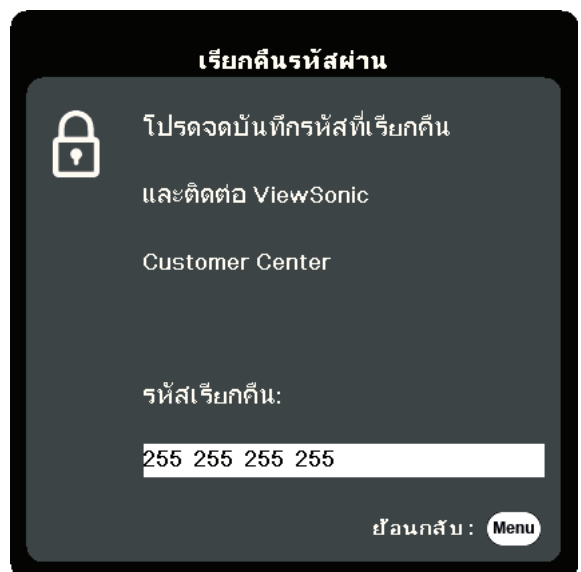 เรียกคืนรหัสผ่าน
โปรดจดบันทึกรหัสที่เรียกคืน
และติดต่อ ViewSonic
Customer Center
รหัสเรียกคืน:
255 255 255 255
ย้อนกลับ : Menu